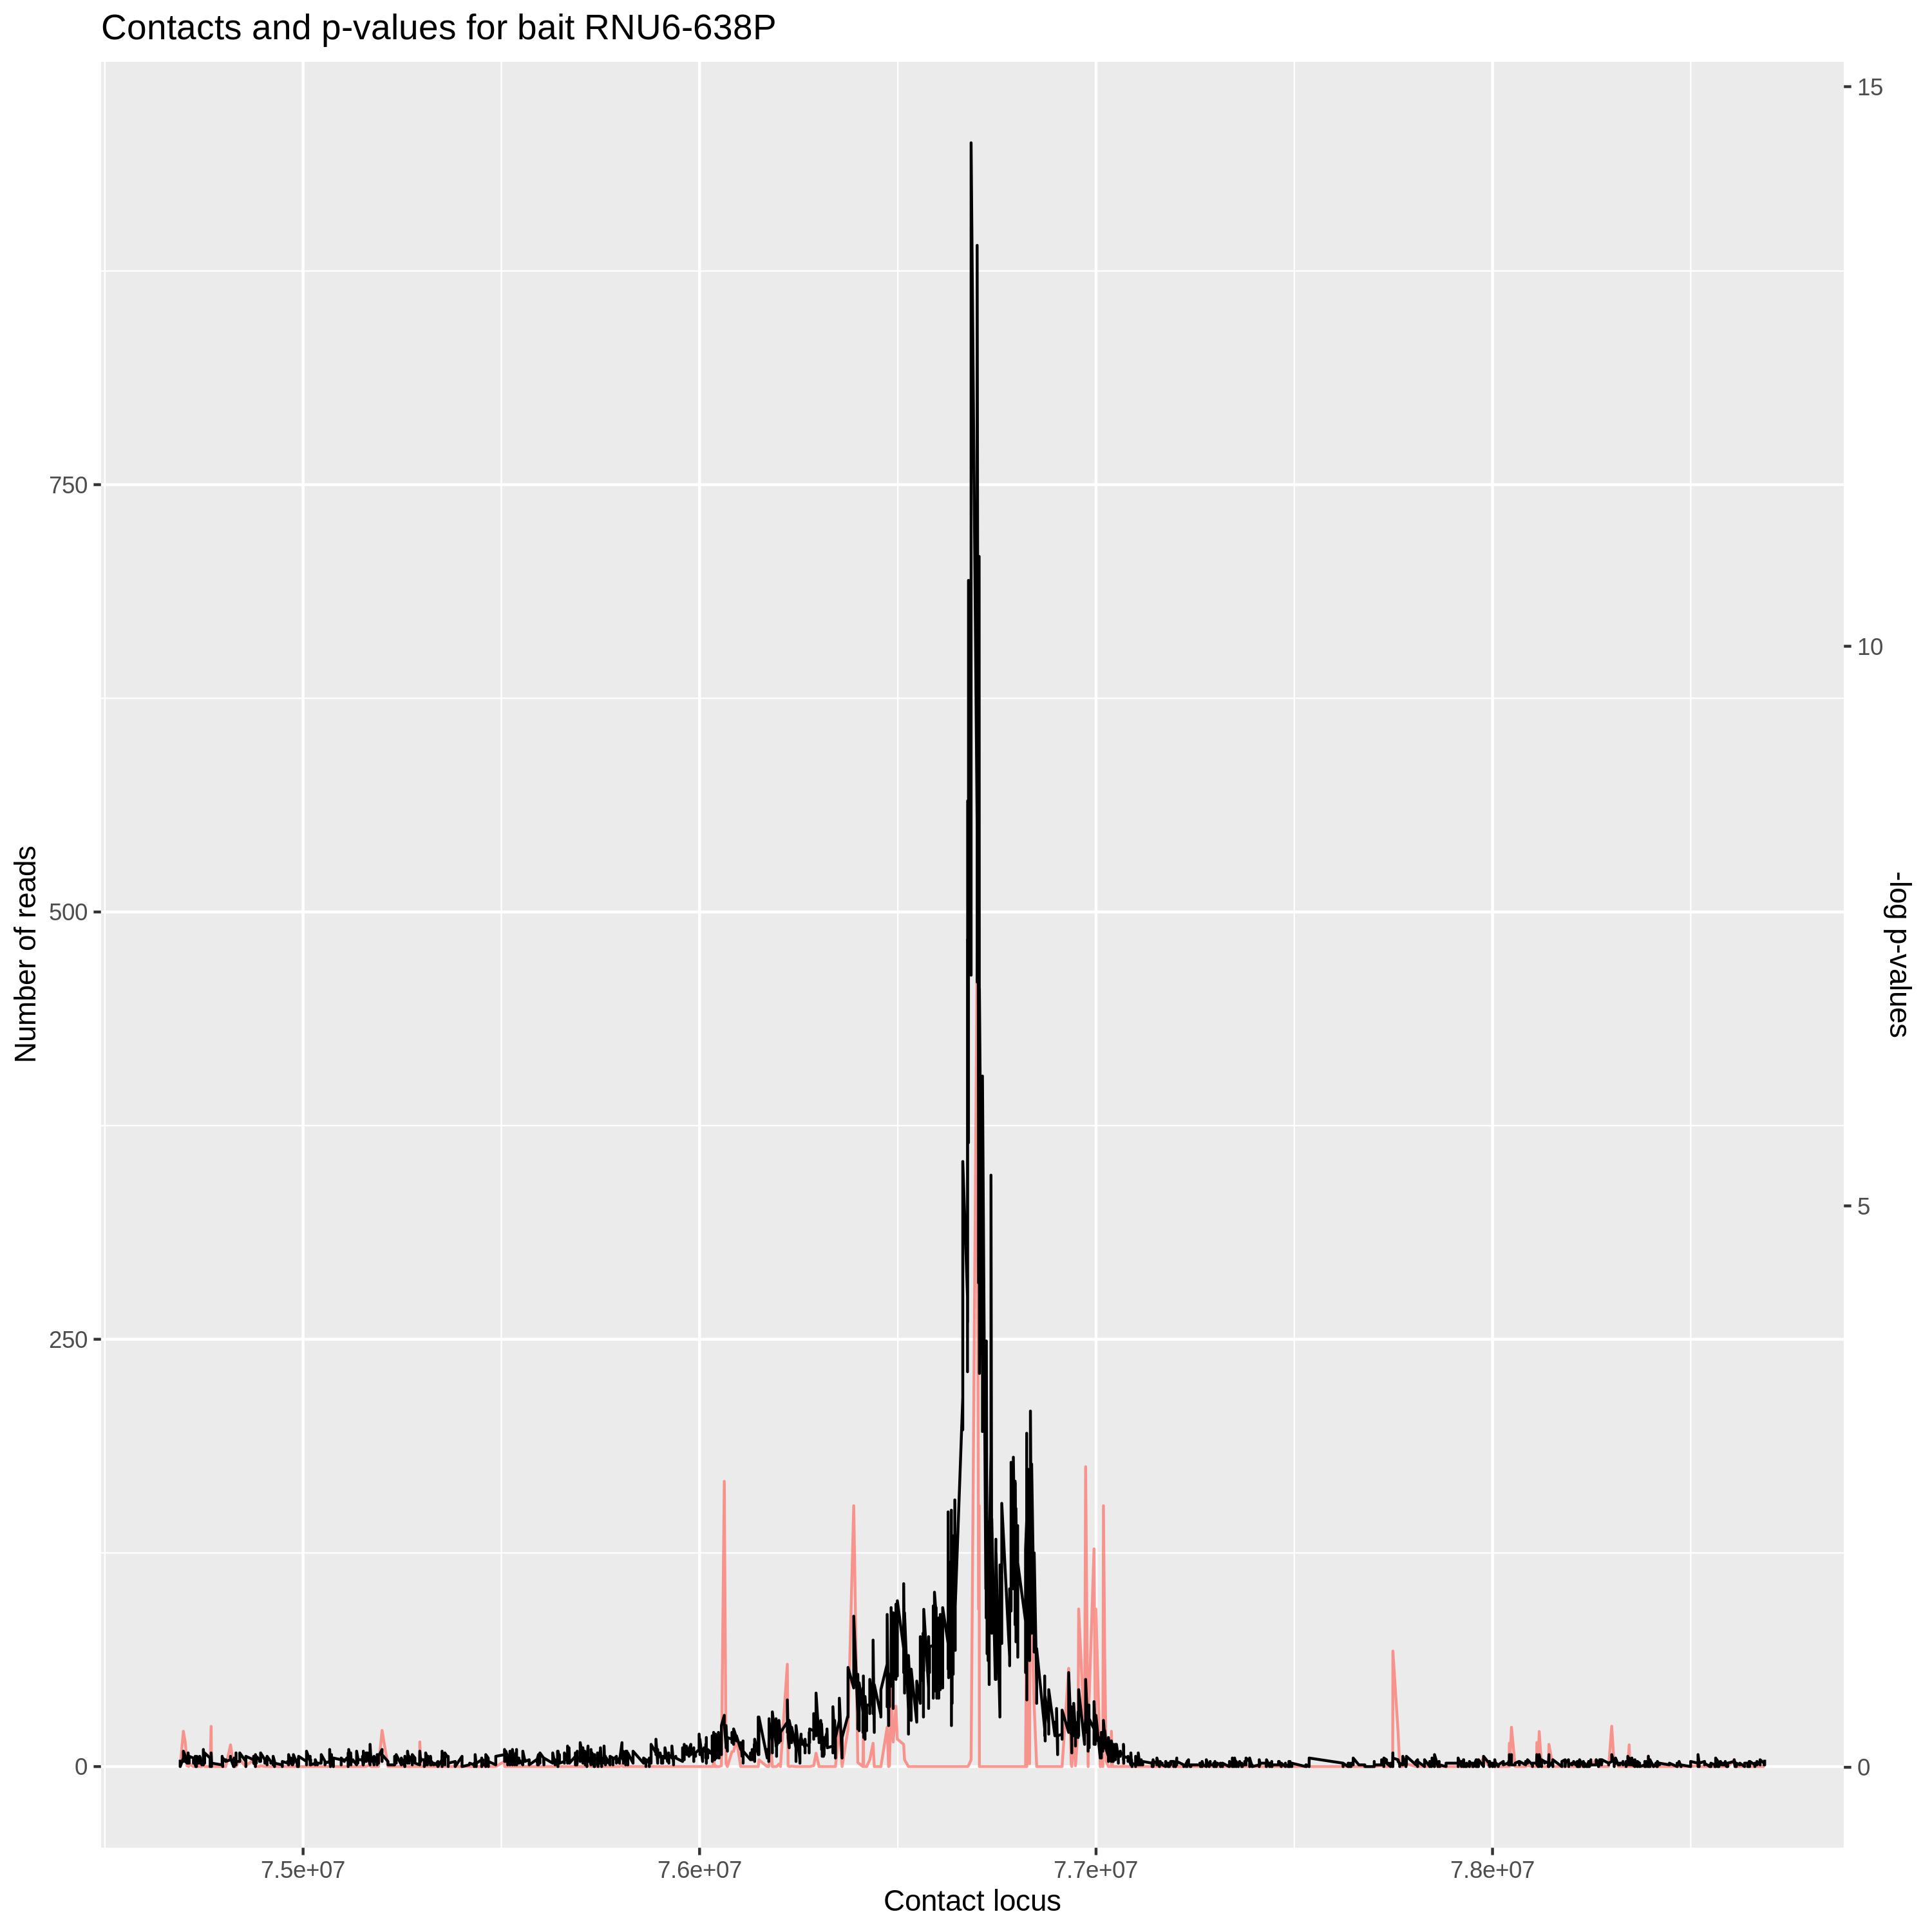 Contacts and p-values for bait RNU6-638P
15
750
10
Number of reads
500
-log p-values
5
250
0
0
7.5e+07
7.6e+07
7.7e+07
7.8e+07
Contact locus